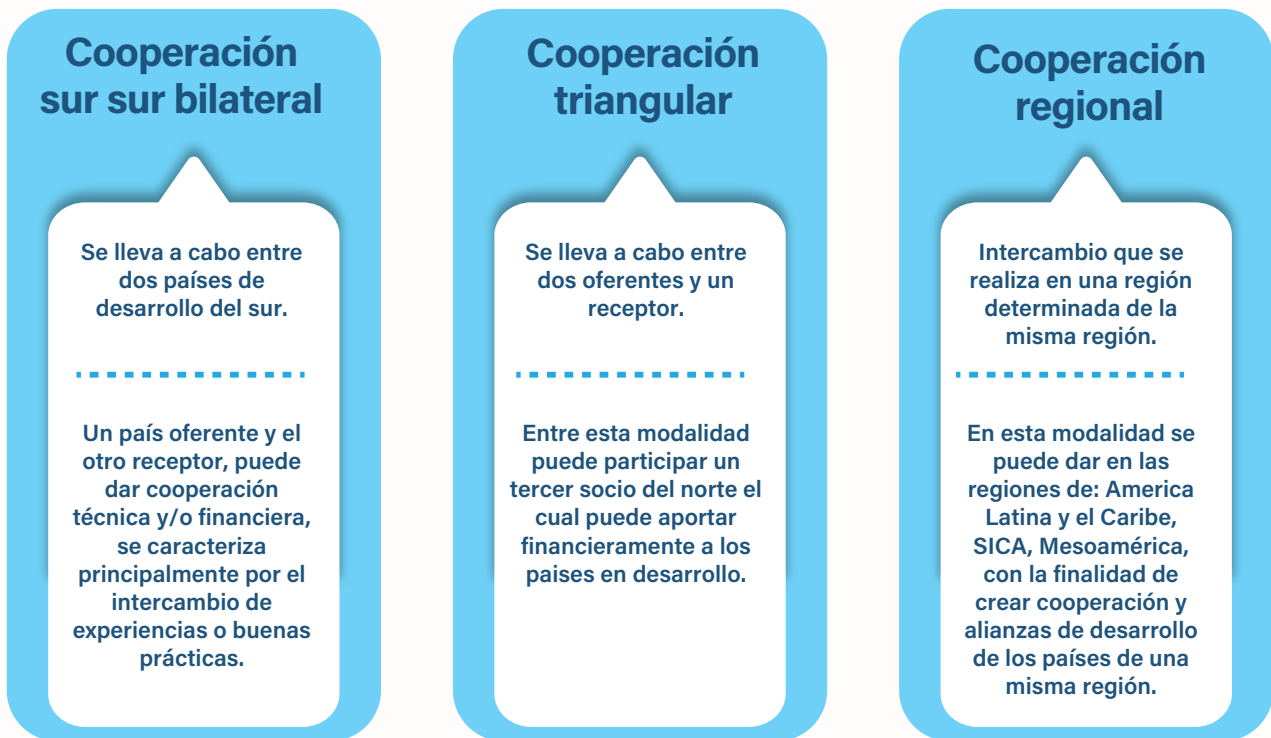 Cooperación
sur sur bilateral
Se lleva a cabo entre
dos países de
desarrollo del sur.
Un país oferente y el
otro receptor, puede
dar cooperación
técnica y/o financiera,
se caracteriza
principalmente por el
intercambio de
experiencias o buenas
prácticas.
Cooperación
triangular
Se lleva a cabo entre
dos oferentes y un
receptor.
Entre esta modalidad
puede participar un
tercer socio del norte el
cual puede aportar
financieramente a los
paises en desarrollo.
Cooperación
regional
Intercambio que se
realiza en una región
determinada de la
misma región.
En esta modalidad se
puede dar en las
regiones de: America
Latina y el Caribe,
SICA, Mesoamérica,
con la finalidad de
crear cooperación y
alianzas de desarrollo
de los países de una
misma región.